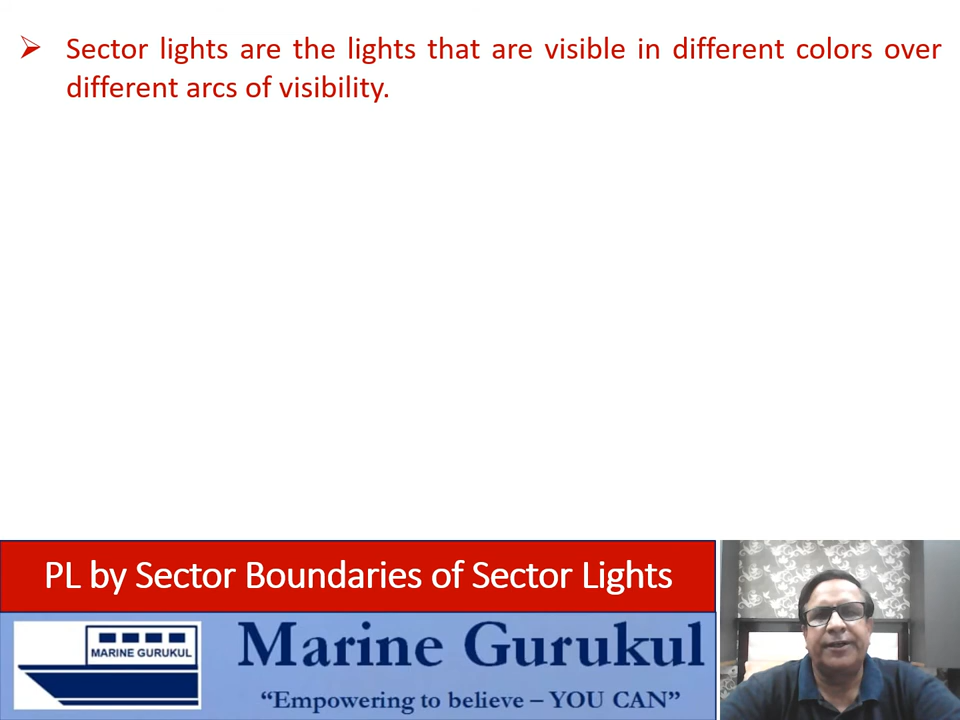 Sector lights are the lights that are visible in different colors over
different arcs of visibility.
PL by Sector Boundaries of Sector Lights
MARINE GURUKUL
Marine Gurukul
“Empowering to believe – YOU CAN”